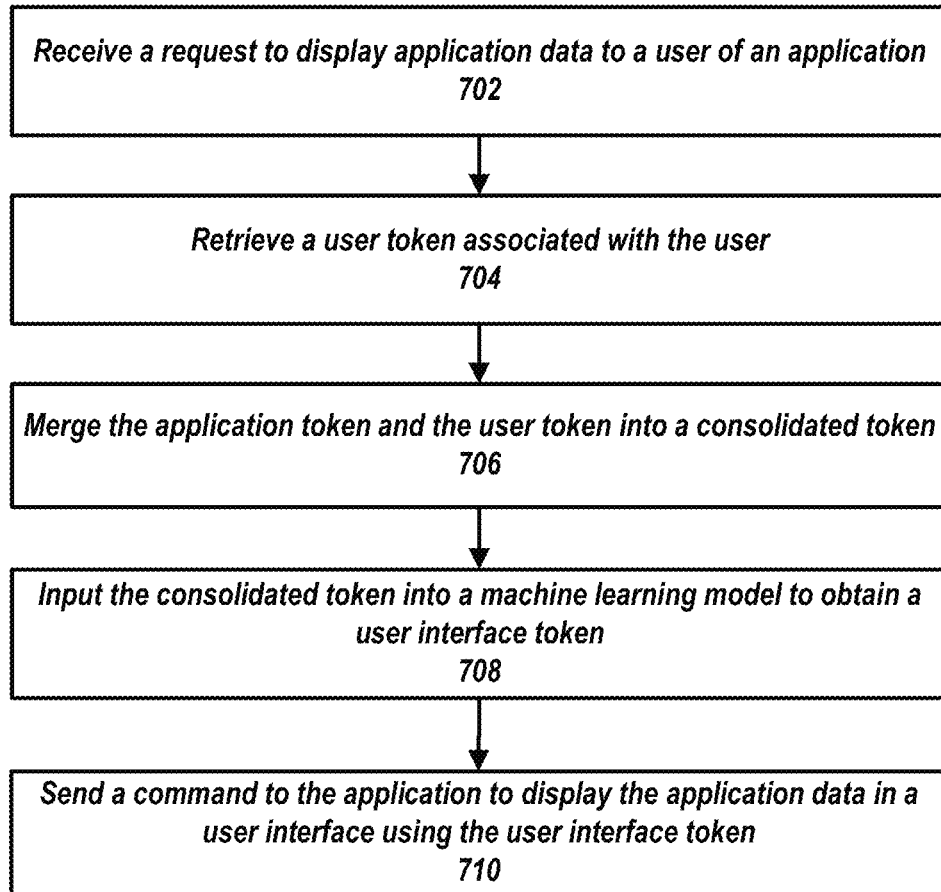 Receive a request to display application data to a user of an application
702
Retrieve a user token associated with the user
704
Merge the application token and the user token into a consolidated token
706
Input the consolidated token into a machine learning model to obtain a
user interface token
708
Send a command to the application to display the application data in a
user interface using the user interface token
710